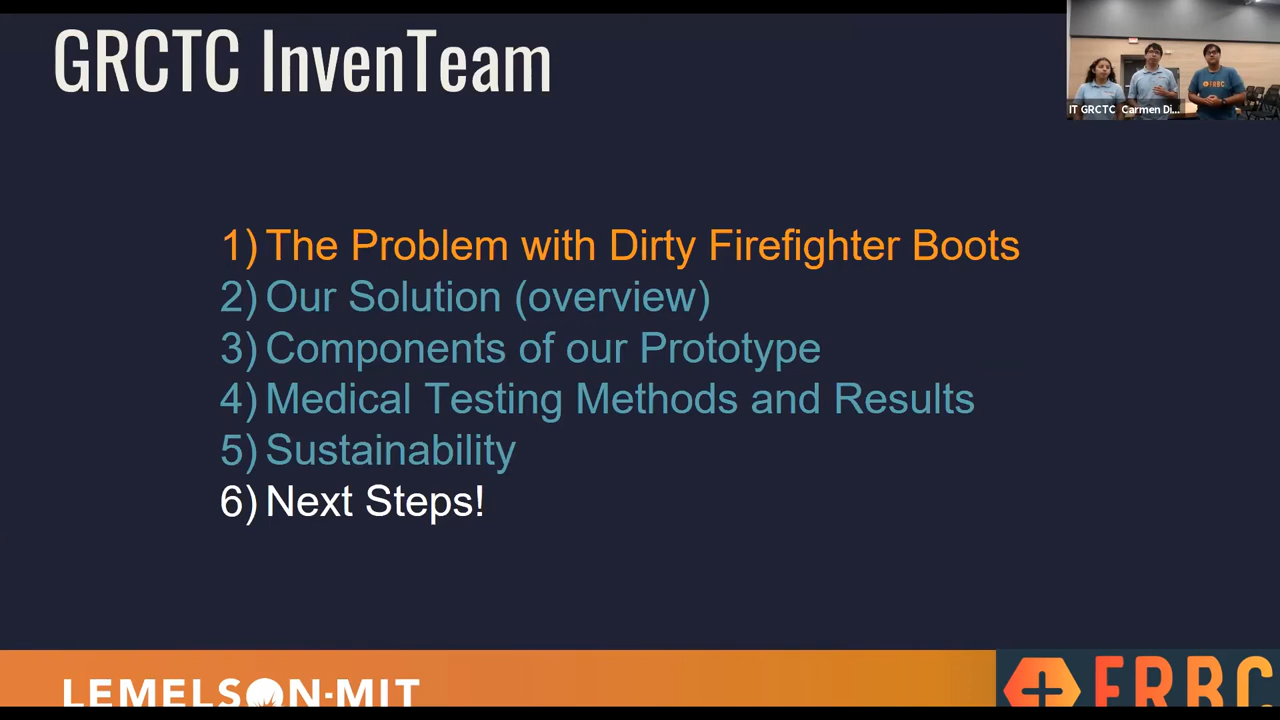 GRCTC InvenTeam
IT GRCTC Carmen Di...
1) The Problem with Dirty Firefighter Boots
2) Our Solution (overview)
3) Components of our Prototype
4) Medical Testing Methods and Results
5) Sustainability
6) Next Steps!
LEMELSON-MIT
FRBC